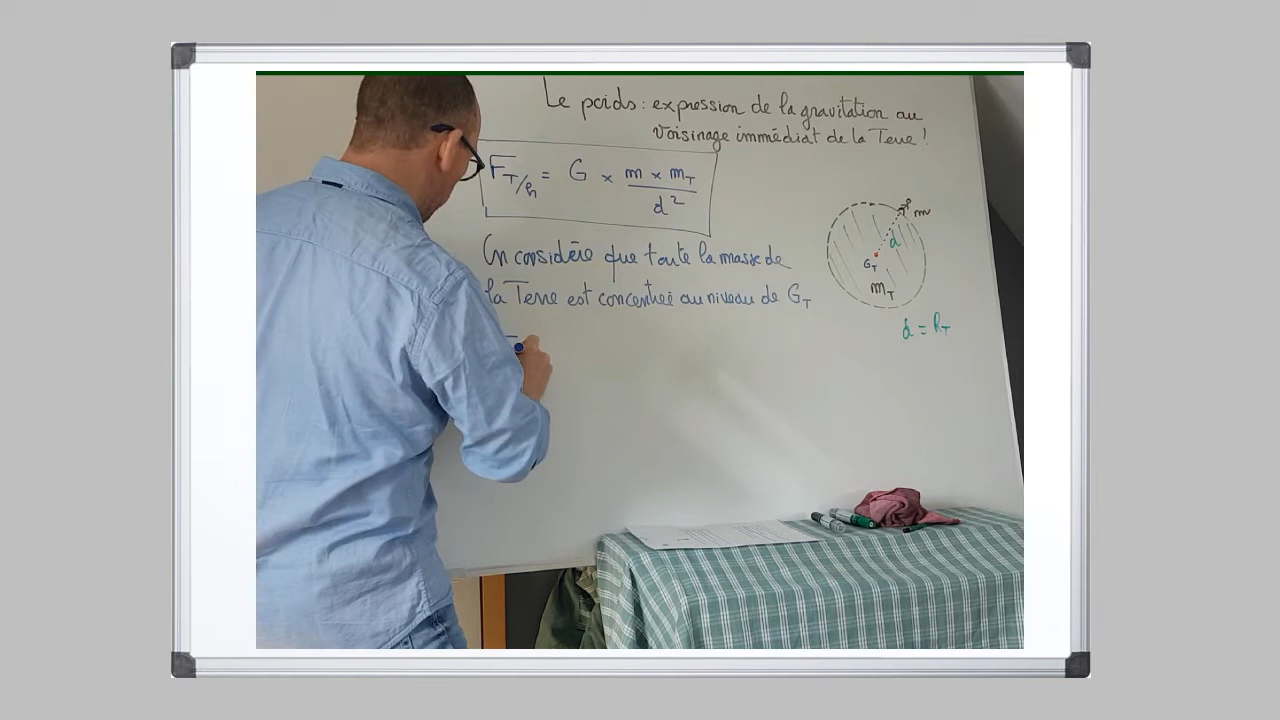 Le poids : expression de la gravitation au
voisinage immédiat de la Terre !
F T/h = G × m × mT / d²
On considère que toute la masse de
la Terre est concentrée au niveau de GT
m
d
GT
mT
d = RT